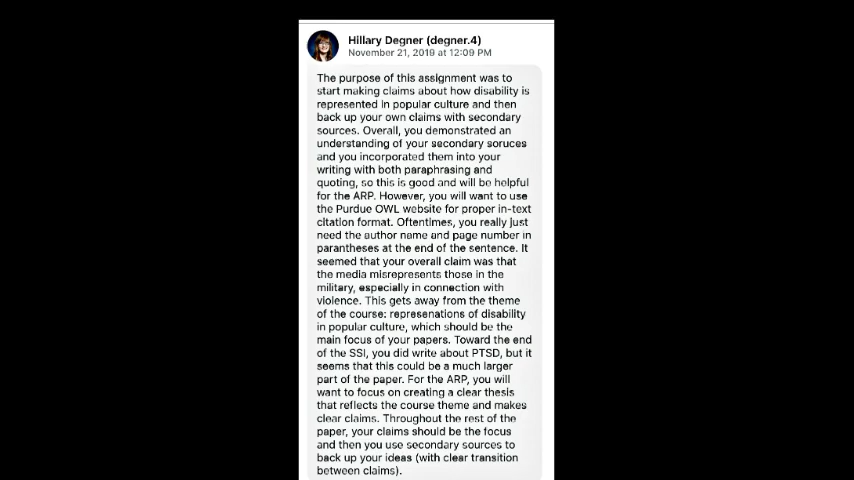 Hillary Degner (degner.4)
November 21, 2019 at 12:09 PM
The purpose of this assignment was to
start making claims about how disability is
represented in popular culture and then
back up your own claims with secondary
sources. Overall, you demonstrated an
understanding of your secondary soruces
and you incorporated them into your
writing with both paraphrasing and
quoting, so this is good and will be helpful
for the ARP. However, you will want to use
the Purdue OWL website for proper in-text
citation format. Oftentimes, you really just
need the author name and page number in
parantheses at the end of the sentence. It
seemed that your overall claim was that
the media misrepresents those in the
military, especially in connection with
violence. This gets away from the theme
of the course: represenations of disability
in popular culture, which should be the
main focus of your papers. Toward the end
of the SSI, you did write about PTSD, but it
seems that this could be a much larger
part of the paper. For the ARP, you will
want to focus on creating a clear thesis
that reflects the course theme and makes
clear claims. Throughout the rest of the
paper, your claims should be the focus
and then you use secondary sources to
back up your ideas (with clear transition
between claims).